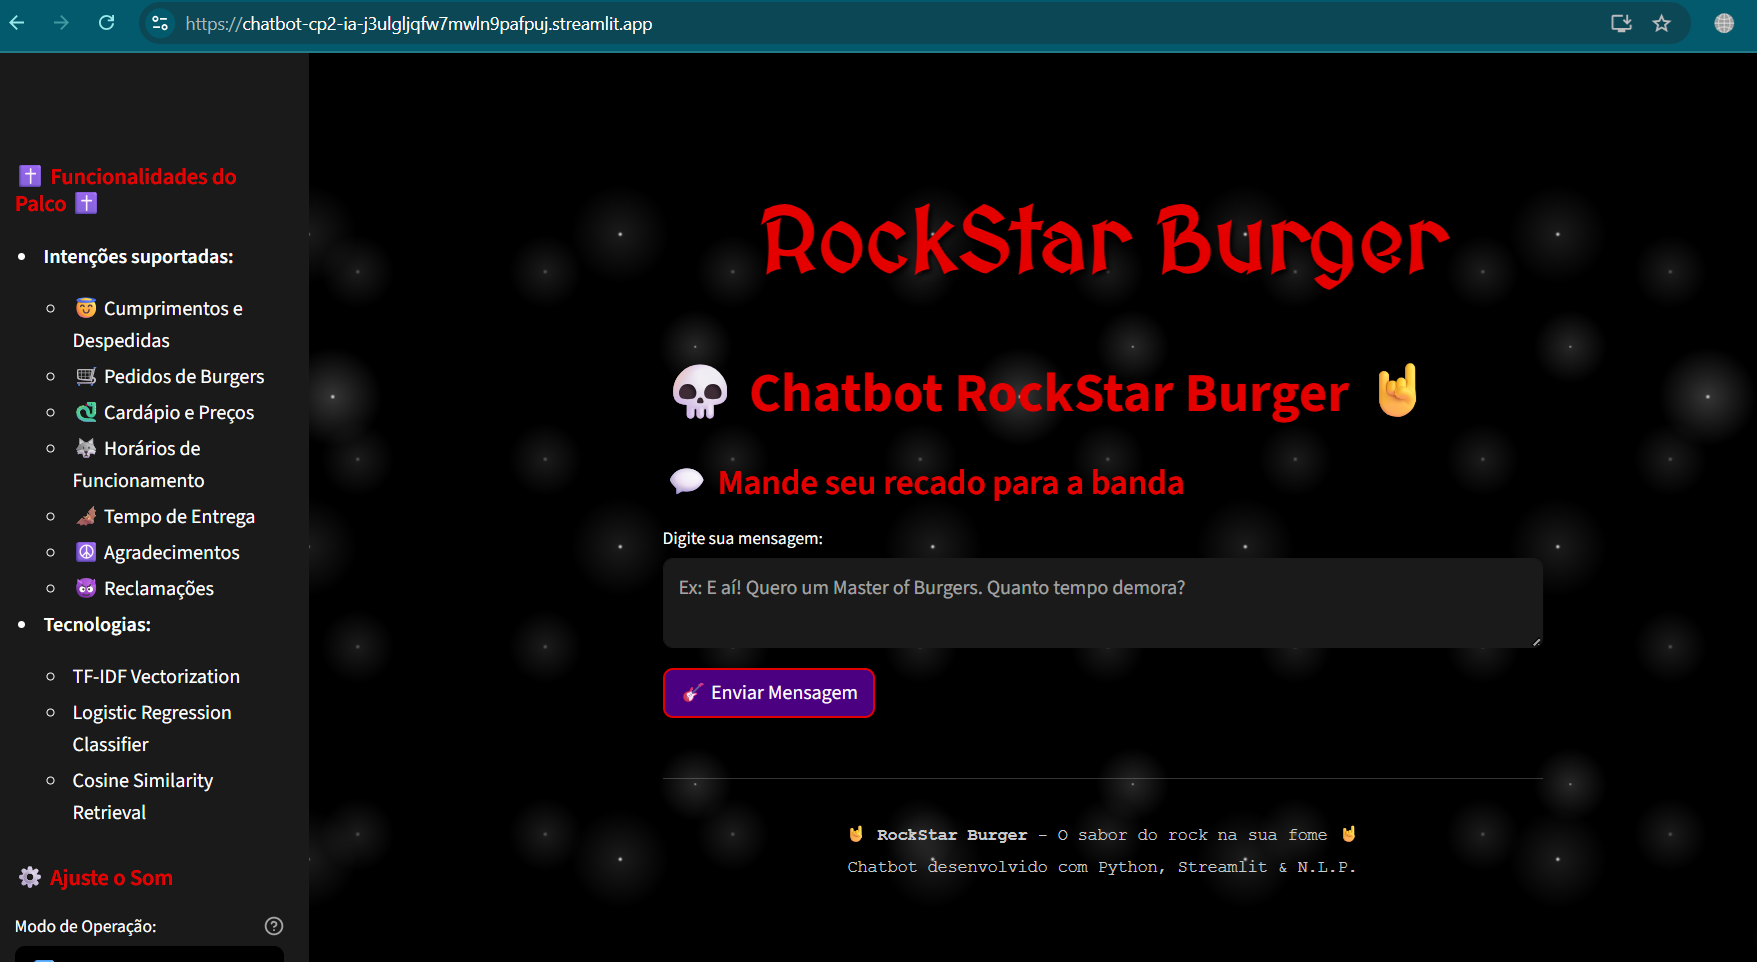 https://chatbot-cp2-ia-j3ulgljqfw7mwln9pafpuj.streamlit.app
Funcionalidades do
Palco
Intenções suportadas:
Cumprimentos e
Despedidas
Pedidos de Burgers
Cardápio e Preços
Horários de
Funcionamento
Tempo de Entrega
Agradecimentos
Reclamações
Tecnologias:
TF-IDF Vectorization
Logistic Regression
Classifier
Cosine Similarity
Retrieval
Ajuste o Som
Modo de Operação:
RockStar Burger
Chatbot RockStar Burger
Mande seu recado para a banda
Digite sua mensagem:
Ex: E aí! Quero um Master of Burgers. Quanto tempo demora?
Enviar Mensagem
RockStar Burger - O sabor do rock na sua fome
Chatbot desenvolvido com Python, Streamlit & N.L.P.